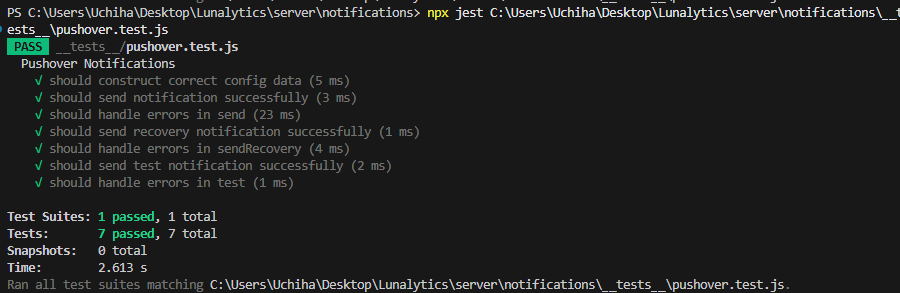 PS C:\Users\Uchiha\Desktop\Lunalytics\server\notifications> npx jest C:\Users\Uchiha\Desktop\Lunalytics\server\notifications\__t
ests__\pushover.test.js
PASS __tests__/pushover.test.js
Pushover Notifications
√ should construct correct config data (5 ms)
√ should send notification successfully (3 ms)
√ should handle errors in send (23 ms)
√ should send recovery notification successfully (1 ms)
√ should handle errors in sendRecovery (4 ms)
√ should send test notification successfully (2 ms)
√ should handle errors in test (1 ms)
Test Suites: 1 passed, 1 total
Tests: 7 passed, 7 total
Snapshots: 0 total
Time: 2.613 s
Ran all test suites matching C:\Users\Uchiha\Desktop\Lunalytics\server\notifications\__tests__\pushover.test.js.